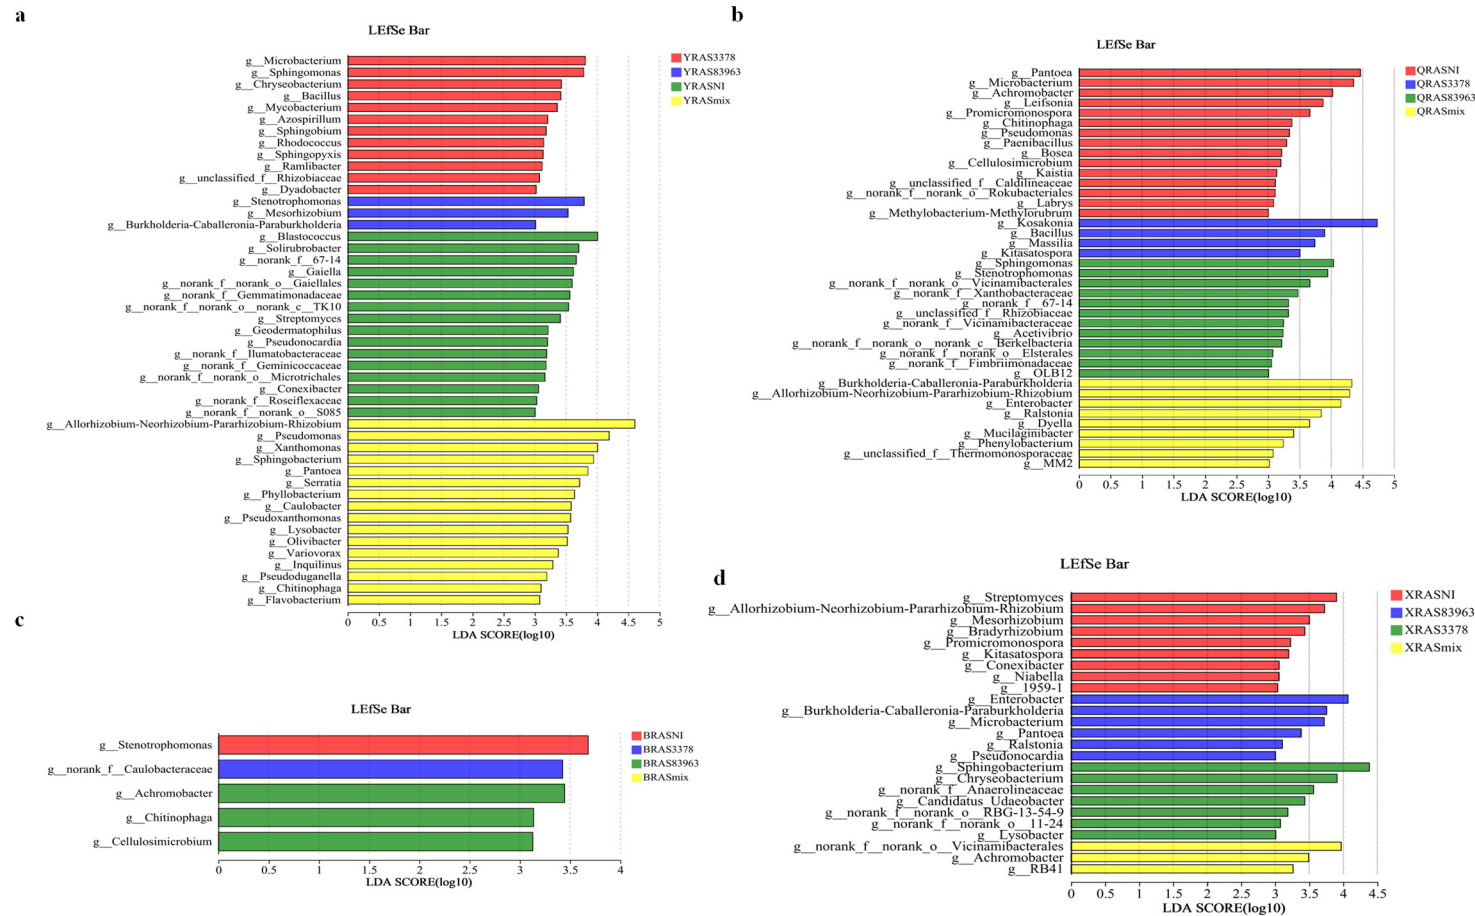 a
LEfSe Bar
g__Microbacterium
g__Sphingomonas
g__Chryseobacterium
g__Bacillus
g__Mycobacterium
g__Azospirillum
g__Sphingobium
g__Rhodococcus
g__Sphingopyxis
g__Ramlibacter
g__unclassified_f__Rhizobiaceae
g__Dyadobacter
g__Stenotrophomonas
g__Mesorhizobium
g__Burkholderia-Caballeronia-Paraburkholderia
g__Blastococcus
g__Solirubrobacter
g__norank_f__67-14
g__Gaiella
g__norank_f__norank_o__Gaiellales
g__norank_f__Gemmatimonadaceae
g__norank_f__norank_o__norank_c__TK10
g__Streptomyces
g__Geodermatophilus
g__Pseudonocardia
g__norank_f__Ilumatobacteraceae
g__norank_f__Geminicoccaceae
g__norank_f__norank_o__Microtrichales
g__Conexibacter
g__norank_f__Roseiflexaceae
g__norank_f__norank_o__S085
g__Allorhizobium-Neorhizobium-Pararhizobium-Rhizobium
g__Pseudomonas
g__Xanthomonas
g__Sphingobacterium
g__Pantoea
g__Serratia
g__Phyllobacterium
g__Caulobacter
g__Pseudoxanthomonas
g__Lysobacter
g__Olivibacter
g__Variovorax
g__Inquilinus
g__Pseudoduganella
g__Chitinophaga
g__Flavobacterium
0 0.5 1 1.5 2 2.5 3 3.5 4 4.5 5
LDA SCORE(log10)
YRAS3378
YRAS83963
YRASNI
YRASmix
b
LEfSe Bar
g__Pantoea
g__Microbacterium
g__Achromobacter
g__Leifsonia
g__Promicromonospora
g__Chitinophaga
g__Pseudomonas
g__Paenibacillus
g__Bosea
g__Cellulosimicrobium
g__Kaistia
g__unclassified_f__Caldilineaceae
g__norank_f__norank_o__Rokubacteriales
g__Labrys
g__Methylobacterium-Methylorubrum
g__Kosakonia
g__Bacillus
g__Massilia
g__Kitasatospora
g__Sphingomonas
g__Stenotrophomonas
g__norank_f__norank_o__Vicinamibacterales
g__norank_f__Xanthobacteraceae
g__norank_f__67-14
g__unclassified_f__Rhizobiaceae
g__norank_f__Vicinamibacteraceae
g__Acetivibrio
g__norank_f__norank_o__norank_c__Berkelbacteria
g__norank_f__norank_o__Elsterales
g__norank_f__Fimbriimonadaceae
g__OLB12
g__Burkholderia-Caballeronia-Paraburkholderia
g__Allorhizobium-Neorhizobium-Pararhizobium-Rhizobium
g__Enterobacter
g__Ralstonia
g__Dyella
g__Mucilaginibacter
g__Phenylobacterium
g__unclassified_f__Thermomonosporaceae
g__MM2
0 0.5 1 1.5 2 2.5 3 3.5 4 4.5 5
LDA SCORE(log10)
QRASNI
QRAS3378
QRAS83963
QRASmix
c
LEfSe Bar
g__Stenotrophomonas
g__norank_f__Caulobacteraceae
g__Achromobacter
g__Chitinophaga
g__Cellulosimicrobium
0 0.5 1 1.5 2 2.5 3 3.5 4
LDA SCORE(log10)
BRASNI
BRAS3378
BRAS83963
BRASmix
d
LEfSe Bar
g__Streptomyces
g__Allorhizobium-Neorhizobium-Pararhizobium-Rhizobium
g__Mesorhizobium
g__Bradyrhizobium
g__Promicromonospora
g__Kitasatospora
g__Conexibacter
g__Niabella
g__1959-1
g__Enterobacter
g__Burkholderia-Caballeronia-Paraburkholderia
g__Microbacterium
g__Pantoea
g__Ralstonia
g__Pseudonocardia
g__Sphingobacterium
g__Chryseobacterium
g__norank_f__Anaerolineaceae
g__Candidatus_Udaeobacter
g__norank_f__norank_o__RBG-13-54-9
g__norank_f__norank_o__11-24
g__Lysobacter
g__norank_f__norank_o__Vicinamibacterales
g__Achromobacter
g__RB41
0 0.5 1 1.5 2 2.5 3 3.5 4 4.5
LDA SCORE(log10)
XRASNI
XRAS83963
XRAS3378
XRASmix